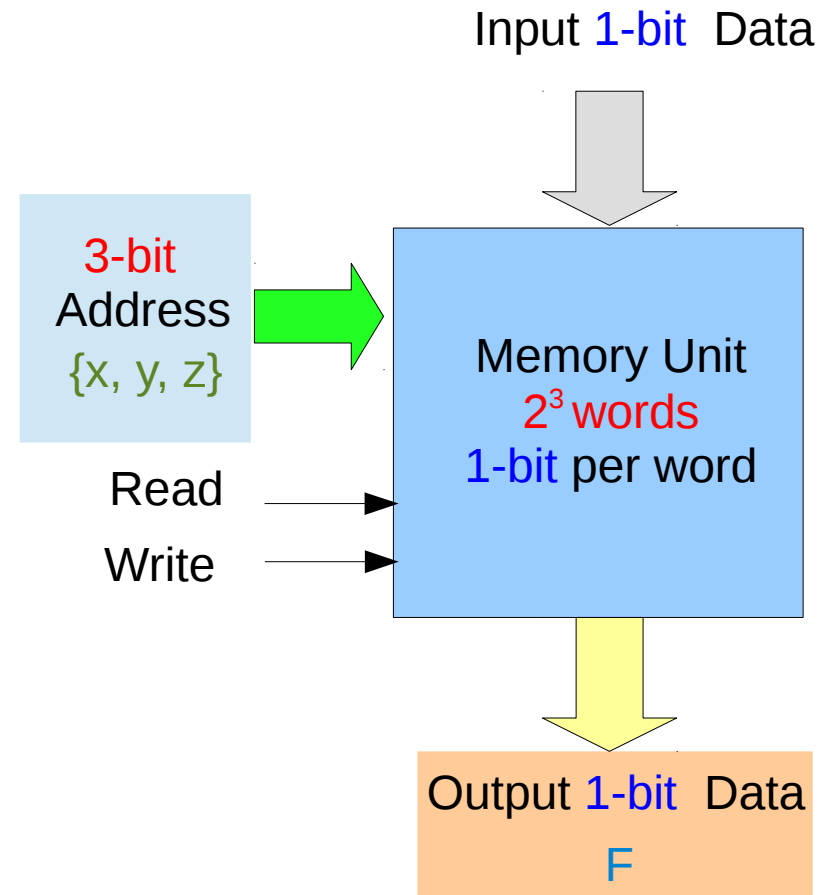 Input 1-bit Data
3-bit
Address
{x, y, z}
Memory Unit
2³ words
1-bit per word
Read
Write
Output 1-bit Data
F